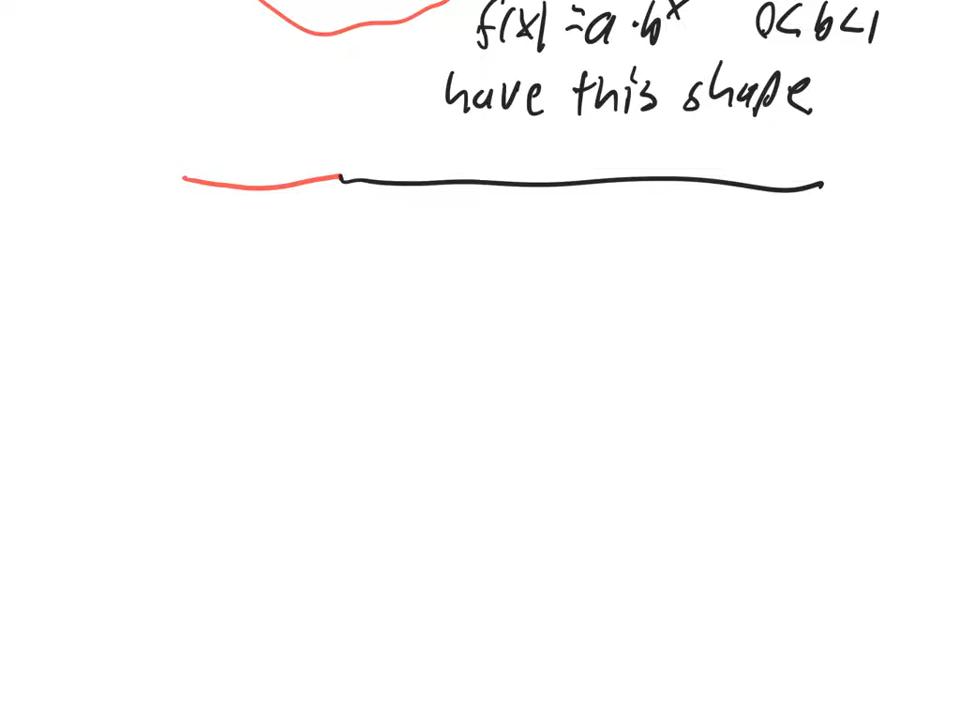 f(x) = a · b^x 0 < b < 1
have this shape